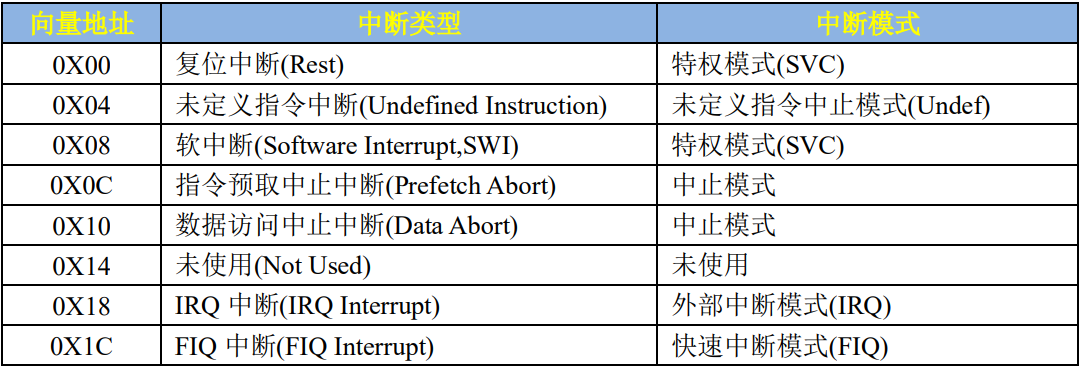 向量地址 中断类型 中断模式
0X00 复位中断(Rest) 特权模式(SVC)
0X04 未定义指令中断(Undefined Instruction) 未定义指令中止模式(Undef)
0X08 软中断(Software Interrupt,SWI) 特权模式(SVC)
0X0C 指令预取中止中断(Prefetch Abort) 中止模式
0X10 数据访问中止中断(Data Abort) 中止模式
0X14 未使用(Not Used) 未使用
0X18 IRQ 中断(IRQ Interrupt) 外部中断模式(IRQ)
0X1C FIQ 中断(FIQ Interrupt) 快速中断模式(FIQ)